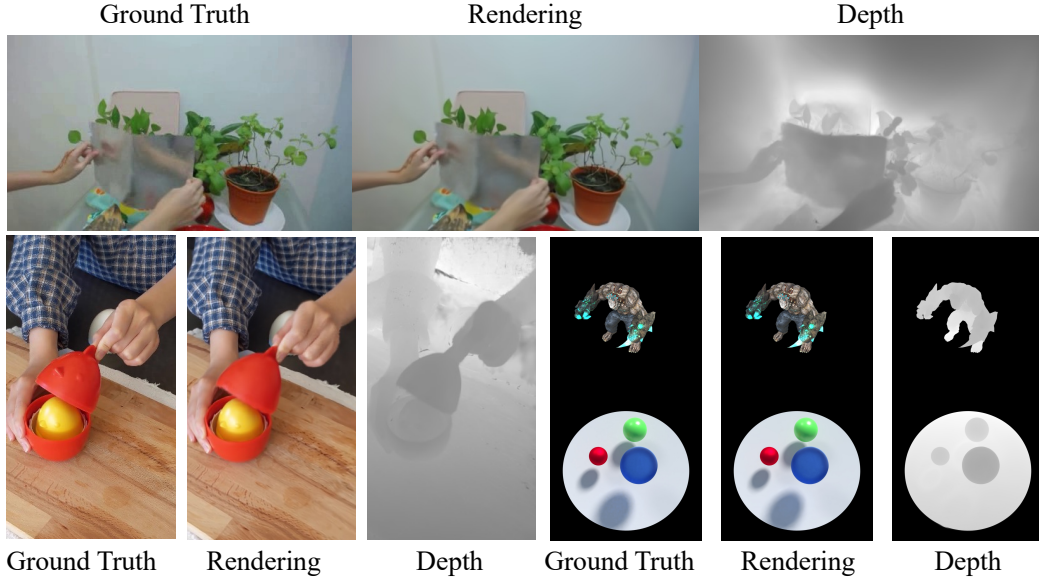 Ground Truth
Rendering
Depth
Ground Truth
Rendering
Depth
Ground Truth
Rendering
Depth